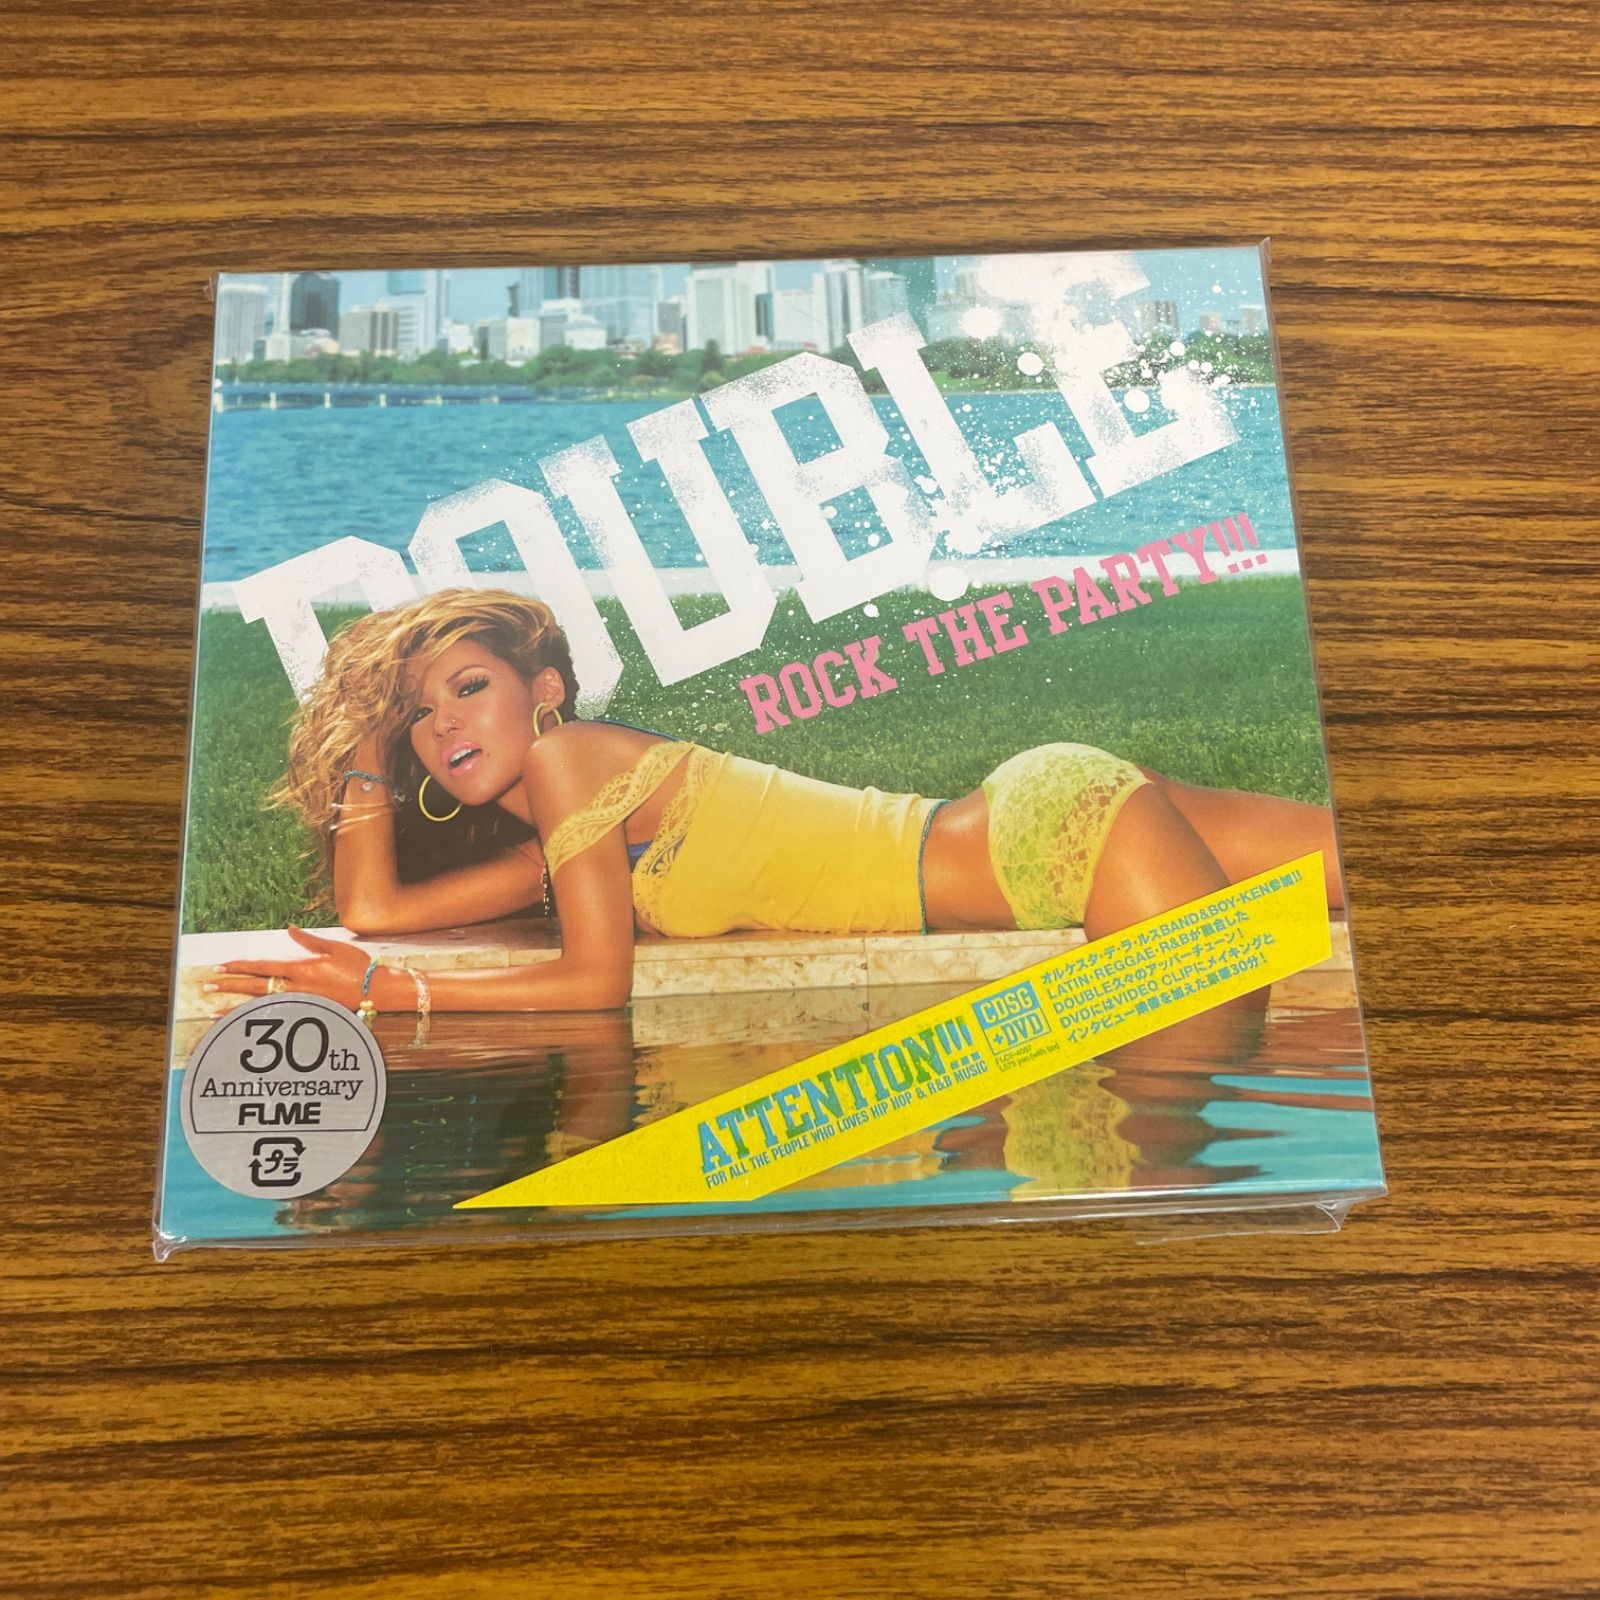 DOUBLE
ROCK THE PARTY!!!
オルケスタ・デ・ラ・ルスBAND&BOY-KEN参加!!
LATIN・REGGAE・R&Bが融合した
DOUBLE久々のアッパーチューン!
DVDにはVIDEO CLIPにメイキングと
インタビュー映像を加えた豪華30分!
CDSG
+DVD
ATTENTION!!!
FOR ALL THE PEOPLE WHO LOVES HIP HOP & R&B MUSIC
30th
Anniversary
FLME
プラ